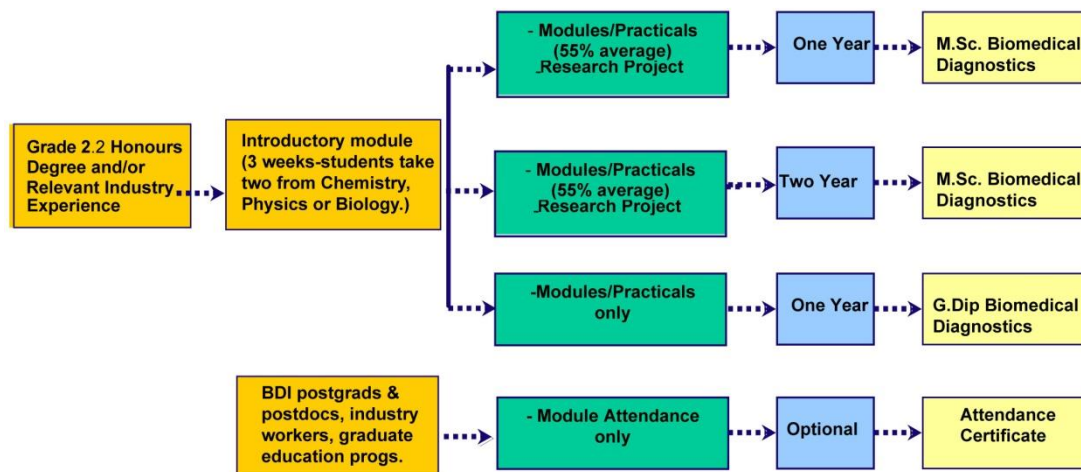 Grade 2.2 Honours
Degree and/or
Relevant Industry
Experience
Introductory module
(3 weeks-students take
two from Chemistry,
Physics or Biology.)
- Modules/Practicals
(55% average)
-Research Project
One Year
M.Sc. Biomedical
Diagnostics
- Modules/Practicals
(55% average)
-Research Project
Two Year
M.Sc. Biomedical
Diagnostics
-Modules/Practicals
only
One Year
G.Dip Biomedical
Diagnostics
BDI postgrads &
postdocs, industry
workers, graduate
education progs.
- Module Attendance
only
Optional
Attendance
Certificate